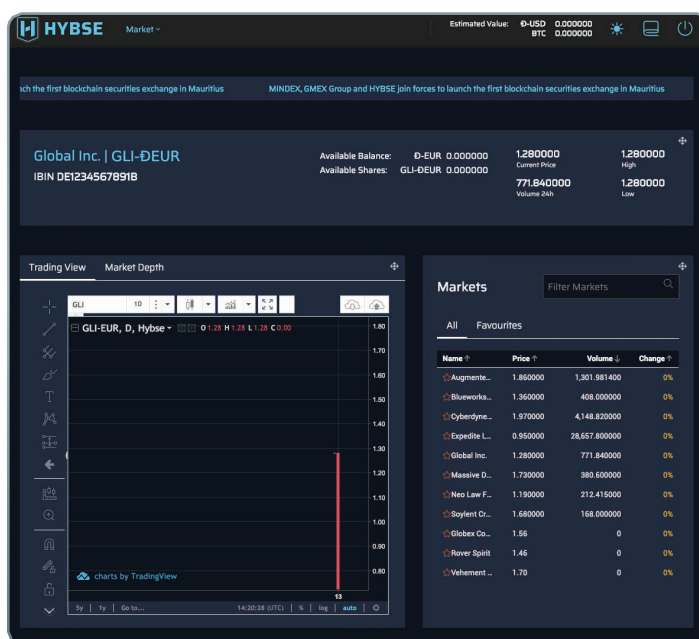 HYBSE
Market
Estimated Value: Ð-USD 0.000000
BTC 0.000000
nch the first blockchain securities exchange in Mauritius
MINDEX, GMEX Group and HYBSE join forces to launch the first blockchain securities exchange in Mauritius
Global Inc. | GLI-ÐEUR
IBIN DE1234567891B
Available Balance: Ð-EUR 0.000000
Available Shares: GLI-ÐEUR 0.000000
1.280000
Current Price
1.280000
High
771.840000
Volume 24h
1.280000
Low
Trading View
Market Depth
GLI
1D
GLI-EUR, D, Hybse
O 1.28 H 1.28 L 1.28 C 0.00
1.80
1.70
1.60
1.50
1.40
1.30
1.20
1.10
1.00
0.90
0.80
charts by TradingView
13
5y
1y
Go to...
14:20:28 (UTC)
%
log
auto
Markets
Filter Markets
All
Favourites
Name ↑ Price ↑ Volume ↓ Change ↑
Augmente... 1.860000 1,301.981400 0%
Blueworks... 1.360000 408.000000 0%
Cyberdyne... 1.970000 4,148.820000 0%
Expedite L... 0.950000 28,657.800000 0%
Global Inc. 1.280000 771.840000 0%
Massive D... 1.730000 380.600000 0%
Neo Law F... 1.190000 212.415000 0%
Soylent Cr... 1.680000 168.000000 0%
Globex Co... 1.56 0 0%
Rover Spirit 1.46 0 0%
Vehement ... 1.70 0 0%